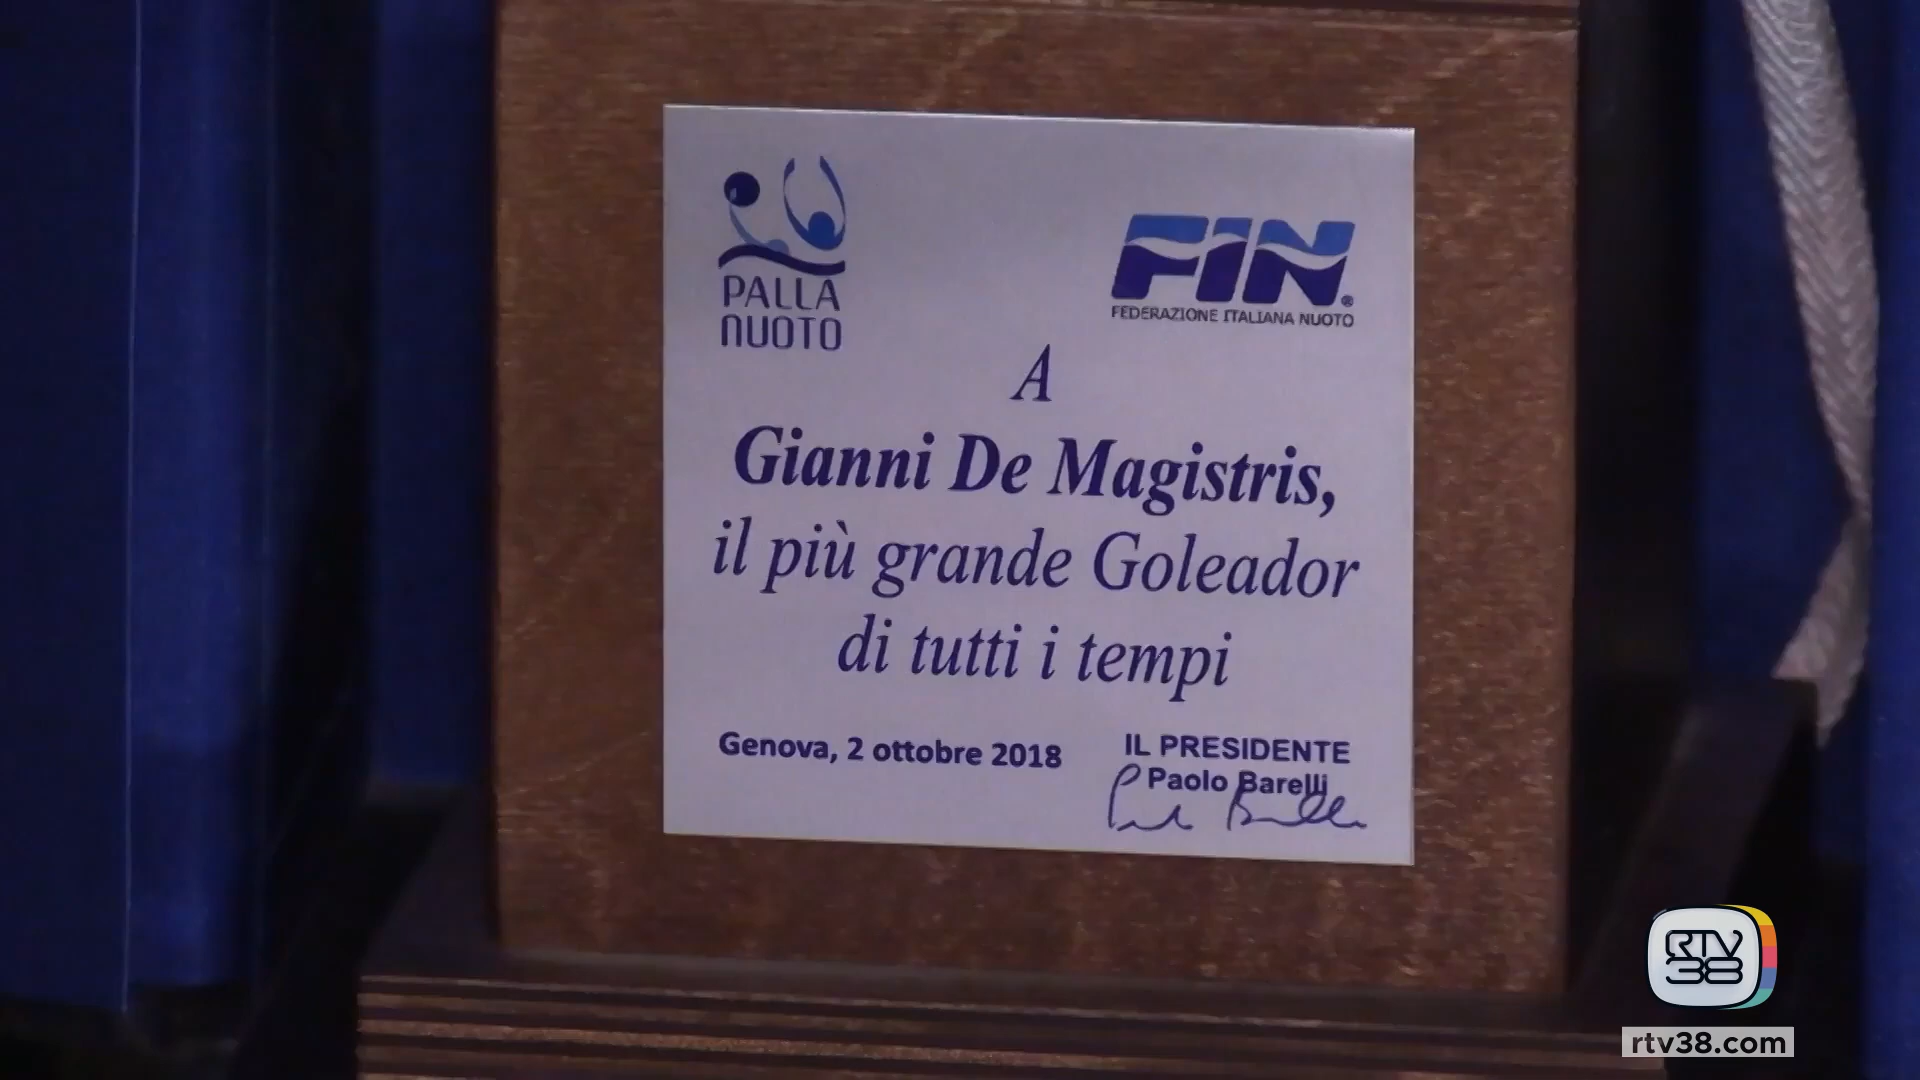 PALLA
NUOTO
FIN®
FEDERAZIONE ITALIANA NUOTO
A
Gianni De Magistris,
il più grande Goleador
di tutti i tempi
Genova, 2 ottobre 2018
IL PRESIDENTE
Paolo Barelli
RTV
38
rtv38.com